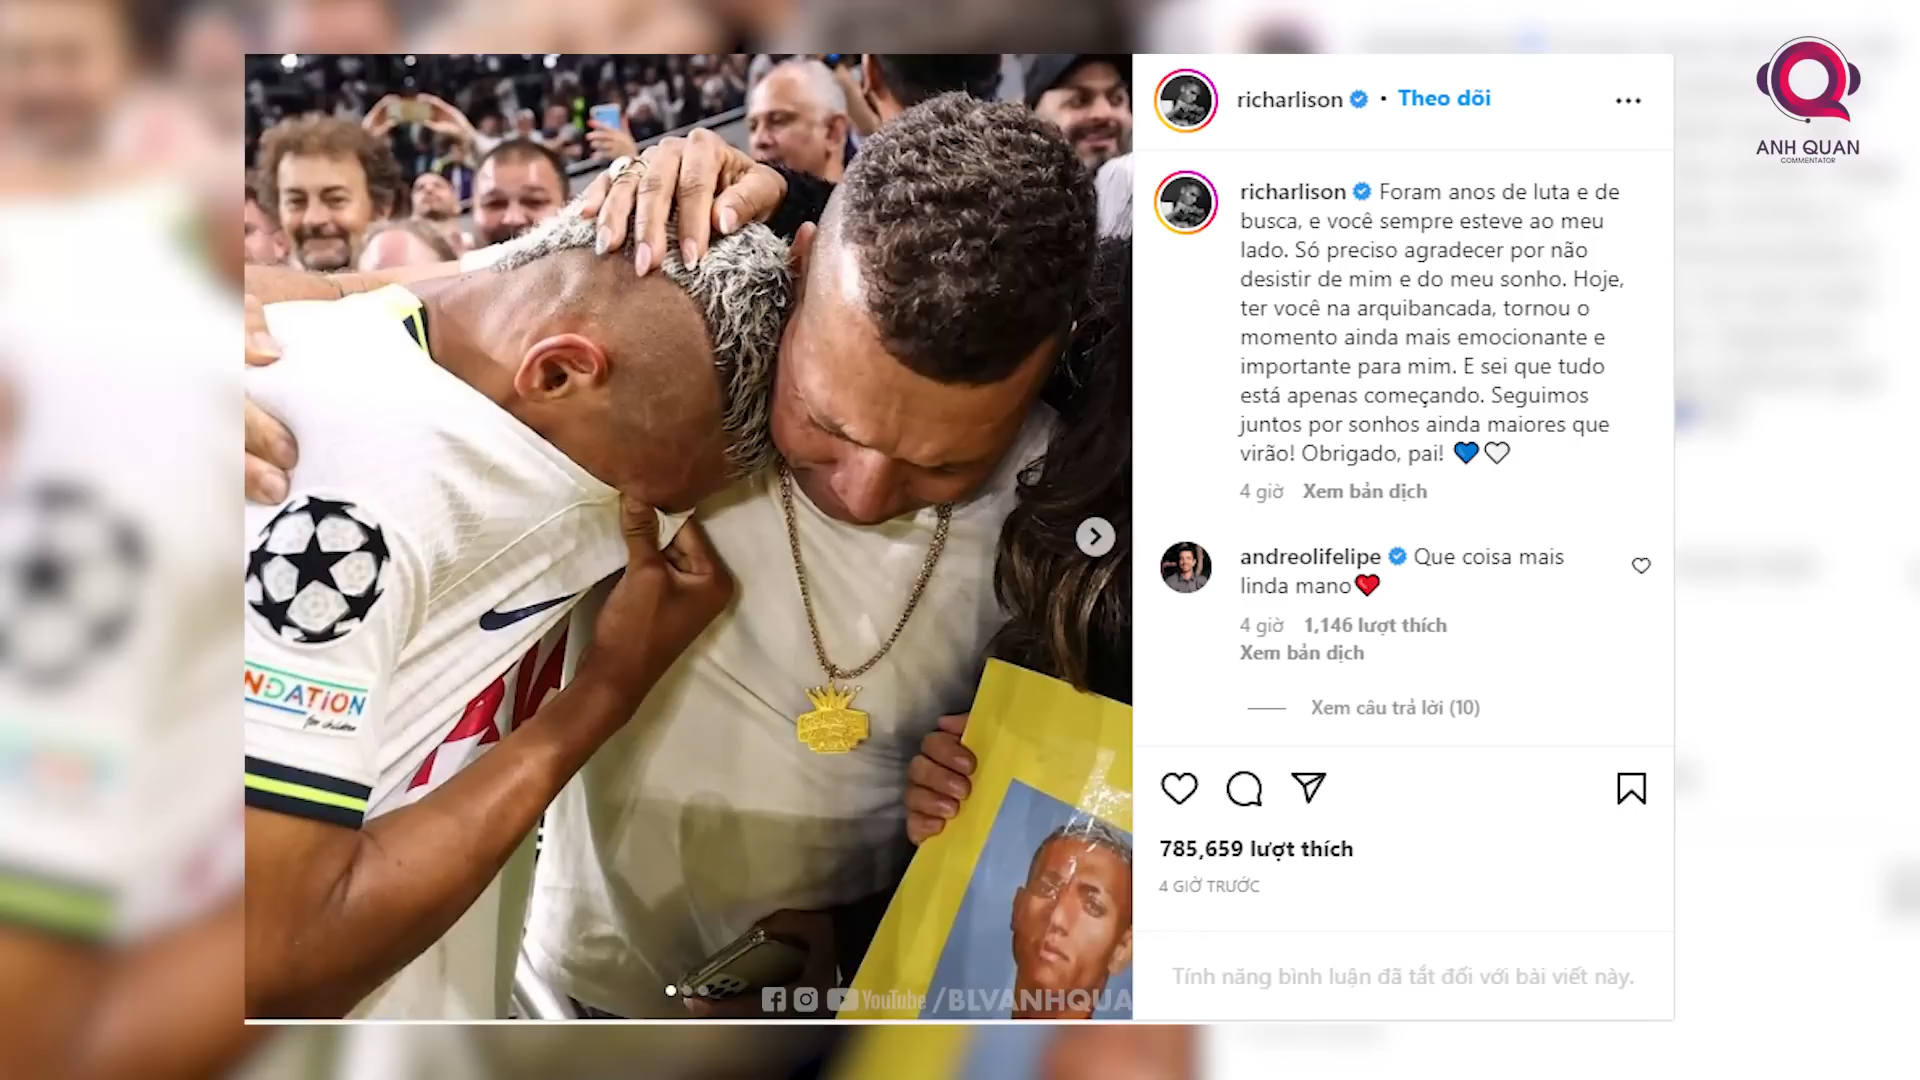 richarlison • Theo dõi
ANH QUAN
COMMENTATOR
richarlison Foram anos de luta e de
busca, e você sempre esteve ao meu
lado. Só preciso agradecer por não
desistir de mim e do meu sonho. Hoje,
ter você na arquibancada, tornou o
momento ainda mais emocionante e
importante para mim. E sei que tudo
está apenas começando. Seguimos
juntos por sonhos ainda maiores que
virão! Obrigado, pai! 💙🤍
4 giờ Xem bản dịch
andreolifelipe Que coisa mais
linda mano❤️
4 giờ 1,146 lượt thích
Xem bản dịch
Xem câu trả lời (10)
785,659 lượt thích
4 GIỜ TRƯỚC
Tính năng bình luận đã tắt đối với bài viết này.
NDATION
for children
YouTube /BLVANHQUA